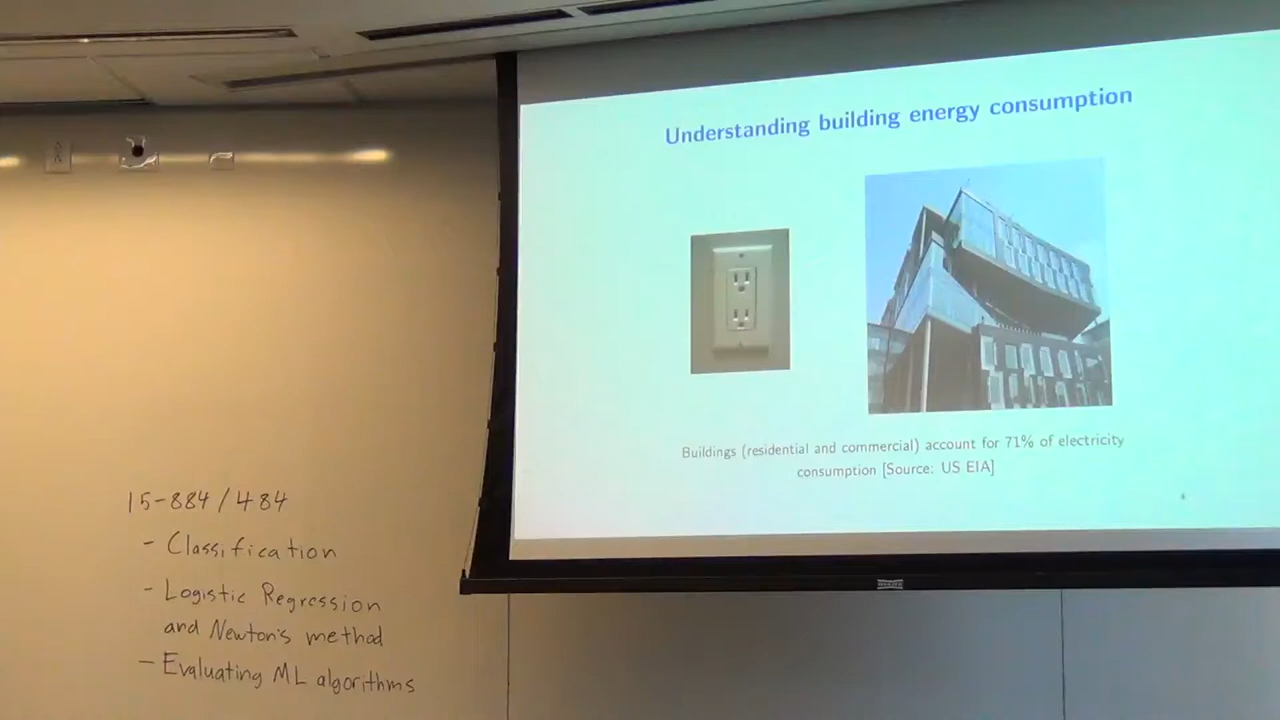 Understanding building energy consumption
Buildings (residential and commercial) account for 71% of electricity
consumption [Source: US EIA]
15-884/484
- Classification
- Logistic Regression
and Newton's method
- Evaluating ML algorithms